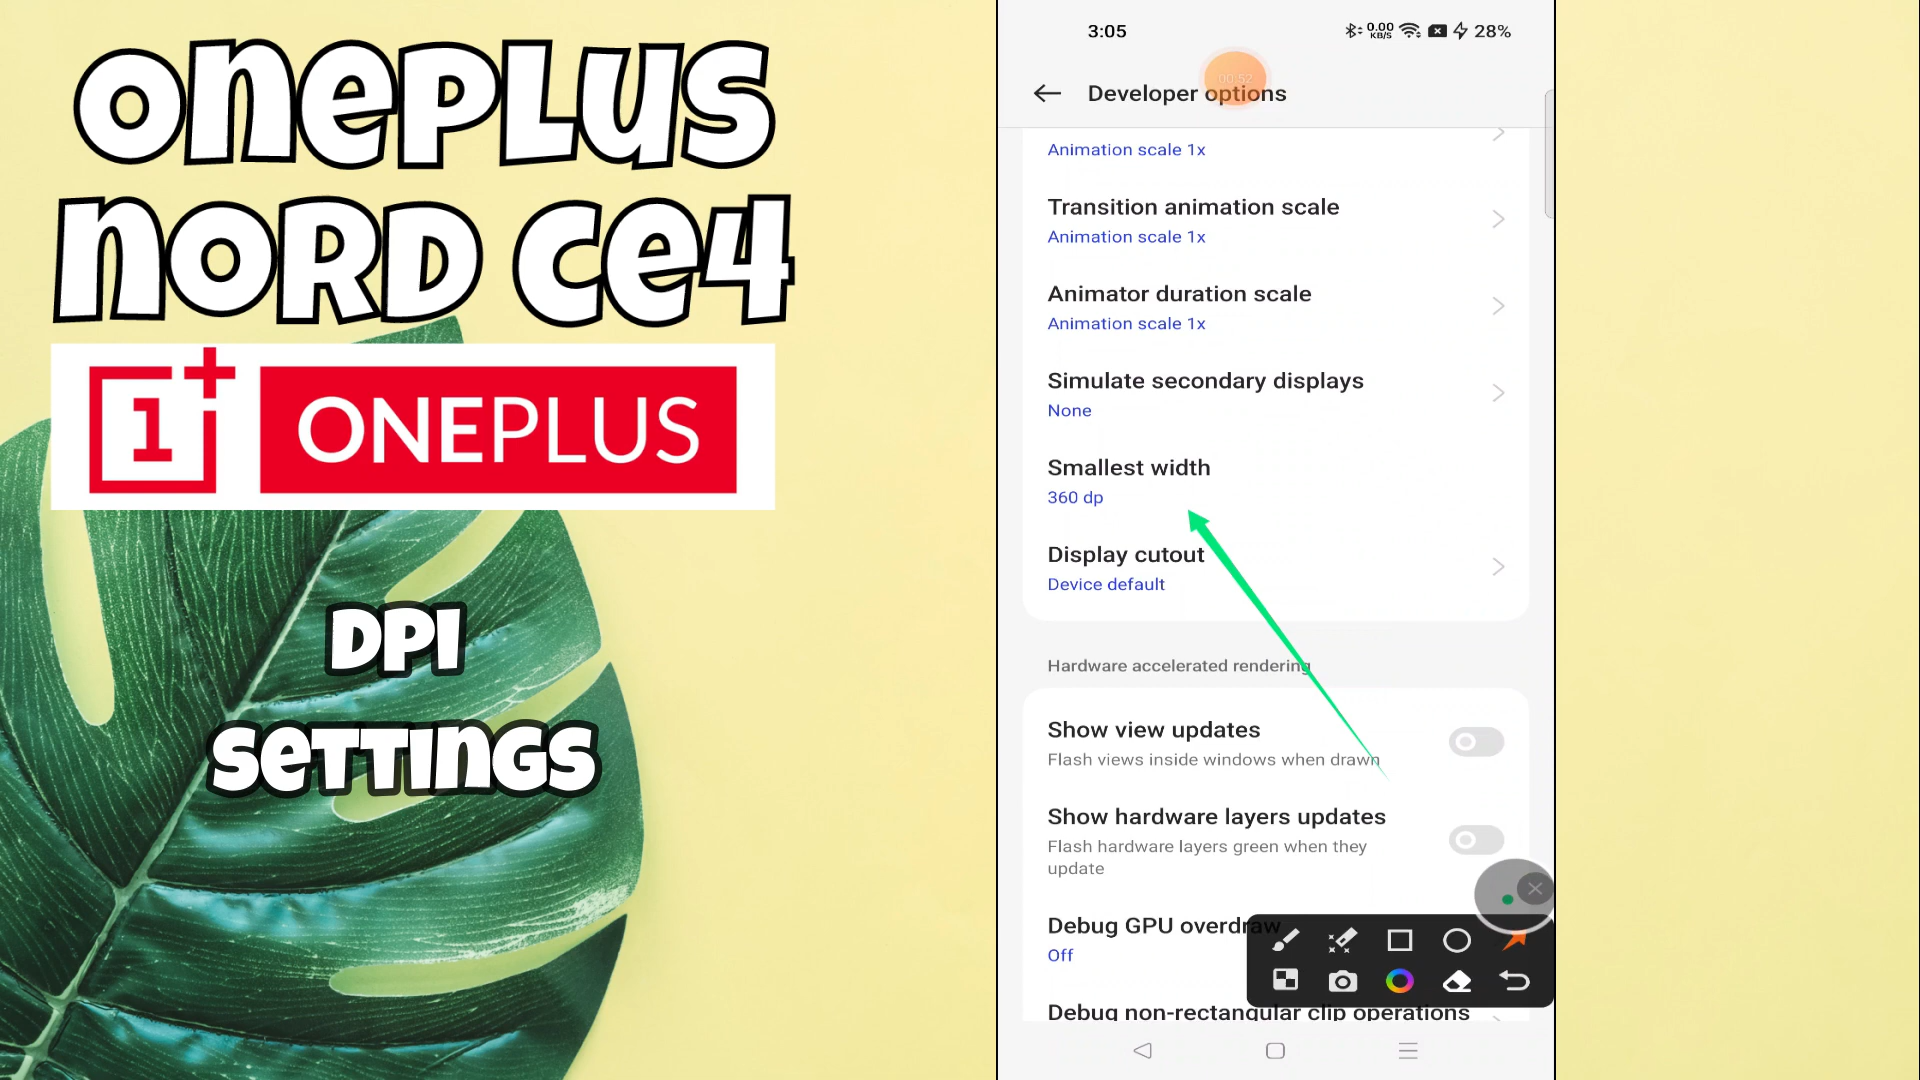 ONEPLUS
NORD CE4
1+ ONEPLUS
DPI
SETTINGS
3:05
0.00
KB/S
28%
00:52
Developer options
Animation scale 1x
Transition animation scale
Animation scale 1x
Animator duration scale
Animation scale 1x
Simulate secondary displays
None
Smallest width
360 dp
Display cutout
Device default
Hardware accelerated rendering
Show view updates
Flash views inside windows when drawn
Show hardware layers updates
Flash hardware layers green when they
update
Debug GPU overdraw
Off
Debug non-rectangular clip operations